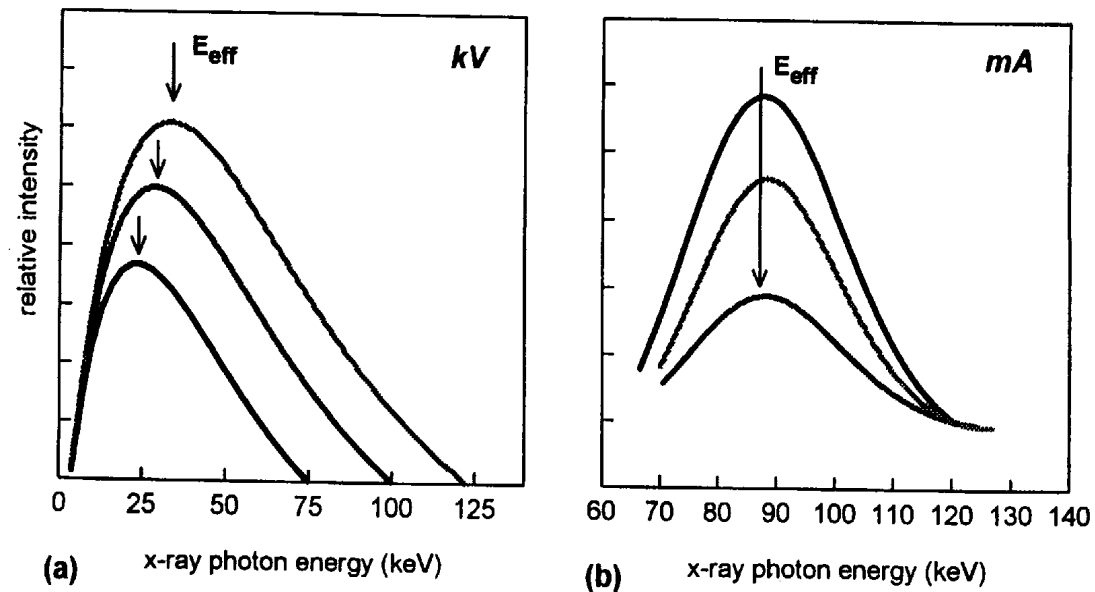 E_eff
kV
relative intensity
0 25 50 75 100 125
(a) x-ray photon energy (keV)
E_eff
mA
60 70 80 90 100 110 120 130 140
(b) x-ray photon energy (keV)